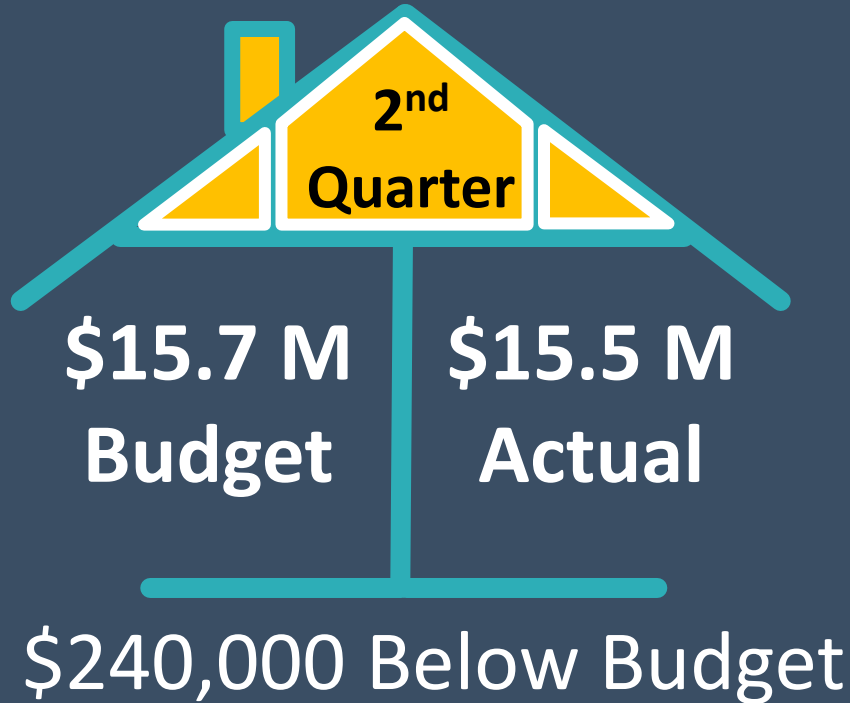 2nd
Quarter
$15.7 M
Budget
$15.5 M
Actual
$240,000 Below Budget